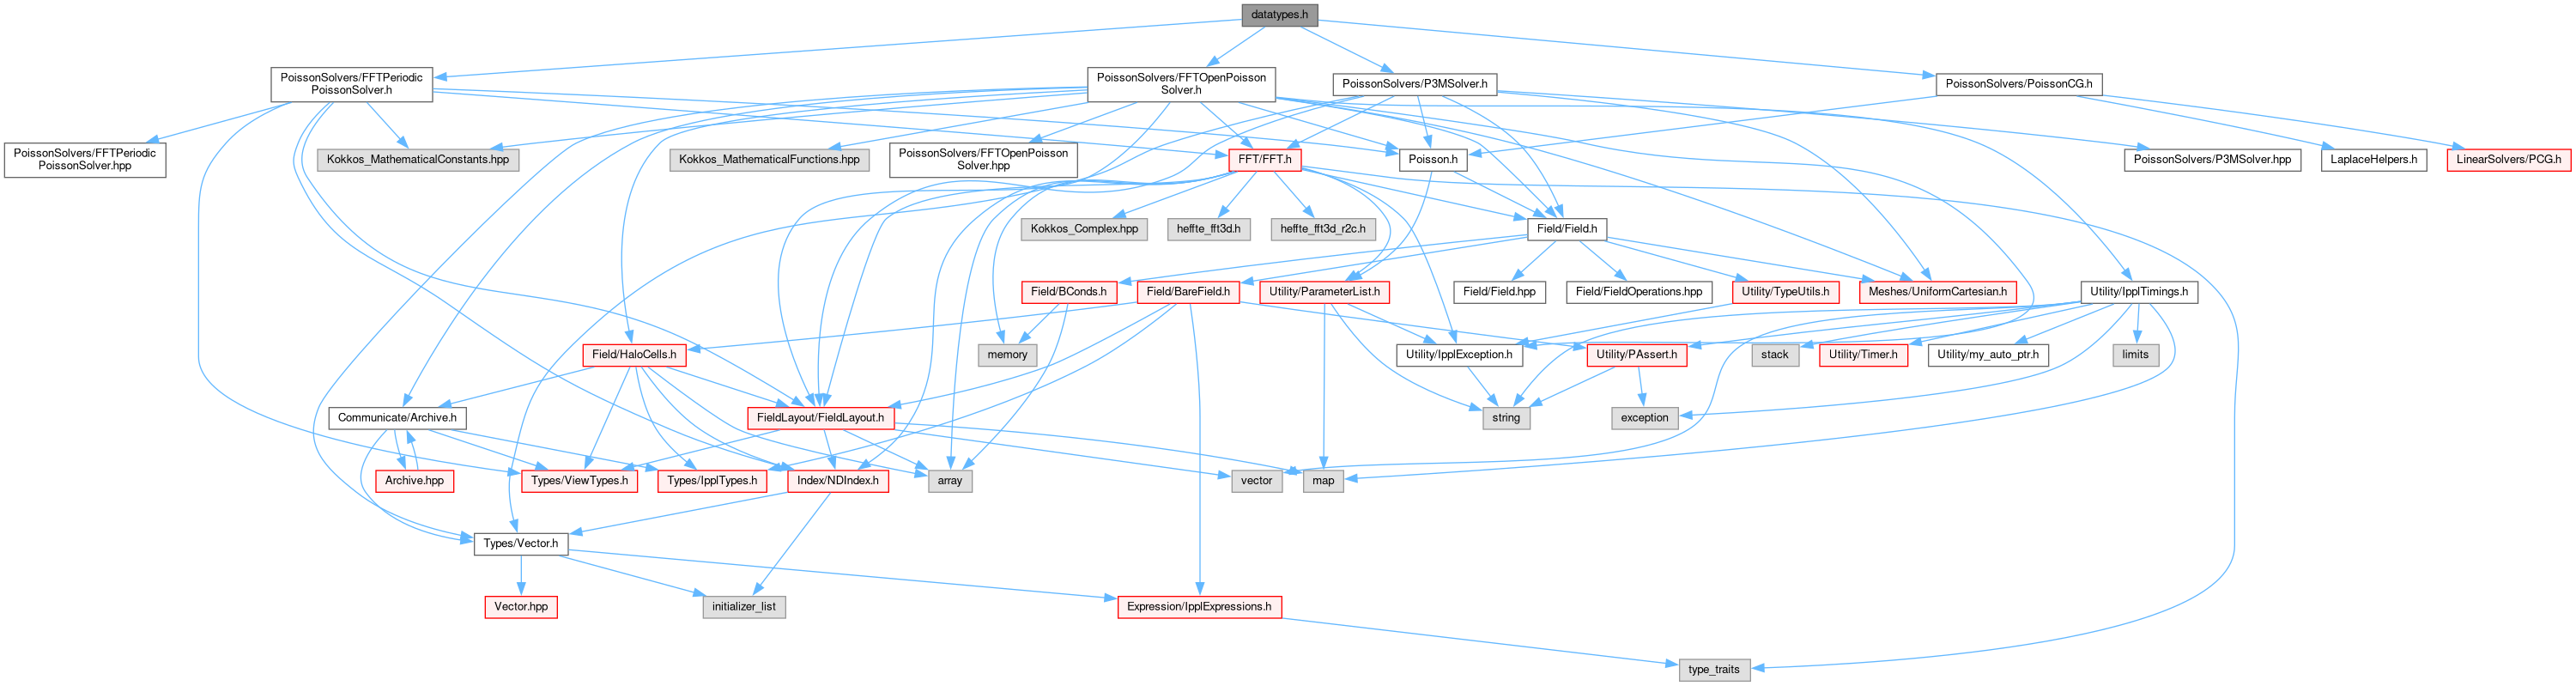 datatypes.h
PoissonSolvers/FFTPeriodic
PoissonSolver.h
PoissonSolvers/FFTOpenPoisson
Solver.h
PoissonSolvers/P3MSolver.h
PoissonSolvers/PoissonCG.h
PoissonSolvers/FFTPeriodic
PoissonSolver.hpp
Kokkos_MathematicalConstants.hpp
Kokkos_MathematicalFunctions.hpp
PoissonSolvers/FFTOpenPoisson
Solver.hpp
FFT/FFT.h
Poisson.h
PoissonSolvers/P3MSolver.hpp
LaplaceHelpers.h
LinearSolvers/PCG.h
Kokkos_Complex.hpp
heffte_fft3d.h
heffte_fft3d_r2c.h
Field/Field.h
Field/BConds.h
Field/BareField.h
Utility/ParameterList.h
Field/Field.hpp
Field/FieldOperations.hpp
Utility/TypeUtils.h
Meshes/UniformCartesian.h
Utility/IpplTimings.h
Field/HaloCells.h
memory
Utility/IpplException.h
Utility/PAssert.h
stack
Utility/Timer.h
Utility/my_auto_ptr.h
limits
Communicate/Archive.h
FieldLayout/FieldLayout.h
string
exception
Archive.hpp
Types/ViewTypes.h
Types/IpplTypes.h
Index/NDIndex.h
array
vector
map
Types/Vector.h
Vector.hpp
initializer_list
Expression/IpplExpressions.h
type_traits